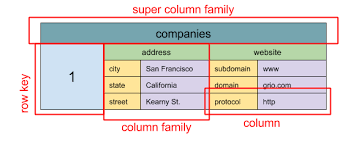 super column family
companies
row key
1
address
website
city San Francisco subdomain www
state California domain grio.com
street Kearny St. protocol http
column family
column